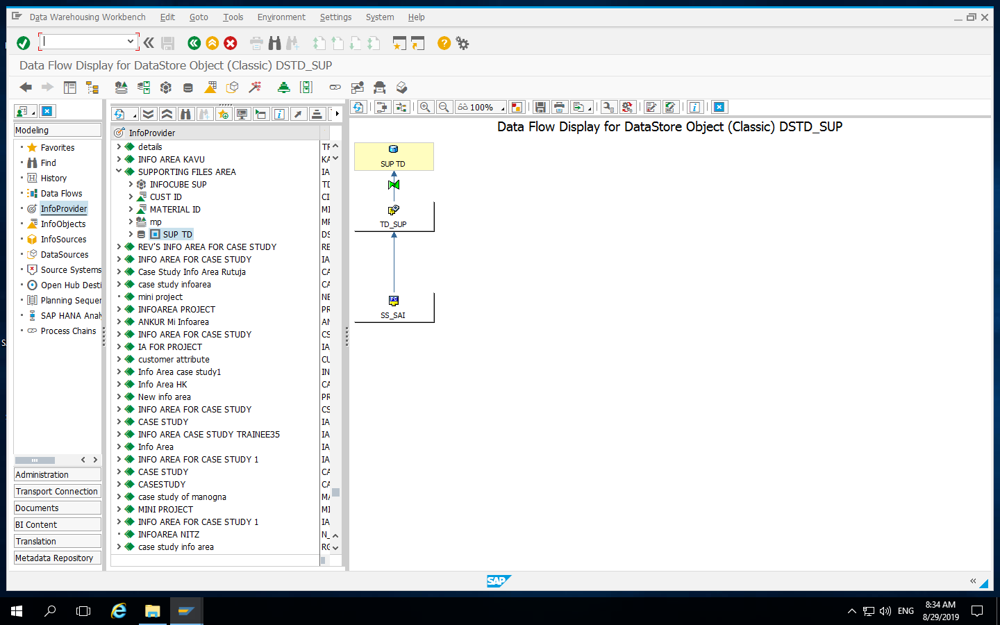 Data Warehousing Workbench Edit Goto Tools Environment Settings System Help
Data Flow Display for DataStore Object (Classic) DSTD_SUP
100%
Modeling
Favorites
Find
History
Data Flows
InfoProvider
InfoObjects
InfoSources
DataSources
Source Systems
Open Hub Desti
Planning Sequer
SAP HANA Anal
Process Chains
Administration
Transport Connection
Documents
BI Content
Translation
Metadata Repository
InfoProvider
details TF
INFO AREA KAVU KA
SUPPORTING FILES AREA IA
INFOCUBE SUP TD
CUST ID CI
MATERIAL ID MI
mp MF
SUP TD DS
REV'S INFO AREA FOR CASE STUDY RE
INFO AREA FOR CASE STUDY IA
Case Study Info Area Rutuja CA
case study infoarea CA
mini project NE
INFOAREA PROJECT PR
ANKUR Mi Infoarea AN
INFO AREA FOR CASE STUDY CS
IA FOR PROJECT IA
customer attribute CU
Info Area case study1 IN
Info Area HK CA
New info area PR
INFO AREA FOR CASE STUDY CS
CASE STUDY IA
INFO AREA CASE STUDY TRAINEE35 IA
Info Area IA
INFO AREA FOR CASE STUDY 1 IA
CASE STUDY CA
CASESTUDY CA
case study of manogna MA
MINI PROJECT MI
INFO AREA FOR CASE STUDY 1 IA
INFOAREA NITZ N_
case study info area RG
Data Flow Display for DataStore Object (Classic) DSTD_SUP
SUP TD
TD_SUP
SS_SAI
SAP
ENG
8:34 AM
8/29/2019